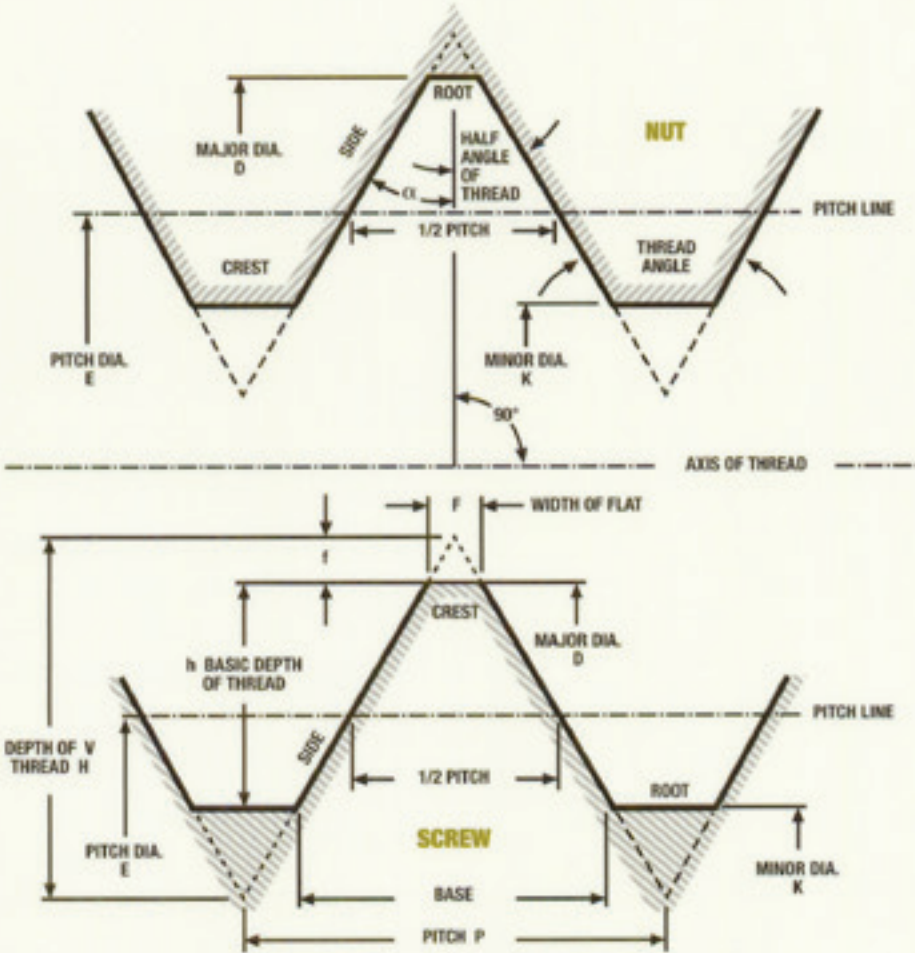 ROOT
NUT
MAJOR DIA.
D
SIDE
HALF
ANGLE
OF
THREAD
α
PITCH LINE
1/2 PITCH
CREST
THREAD
ANGLE
PITCH DIA.
E
MINOR DIA.
K
90°
AXIS OF THREAD
F
WIDTH OF FLAT
f
CREST
MAJOR DIA.
D
h BASIC DEPTH
OF THREAD
PITCH LINE
DEPTH OF V
THREAD H
SIDE
1/2 PITCH
ROOT
SCREW
PITCH DIA.
E
MINOR DIA.
K
BASE
PITCH P